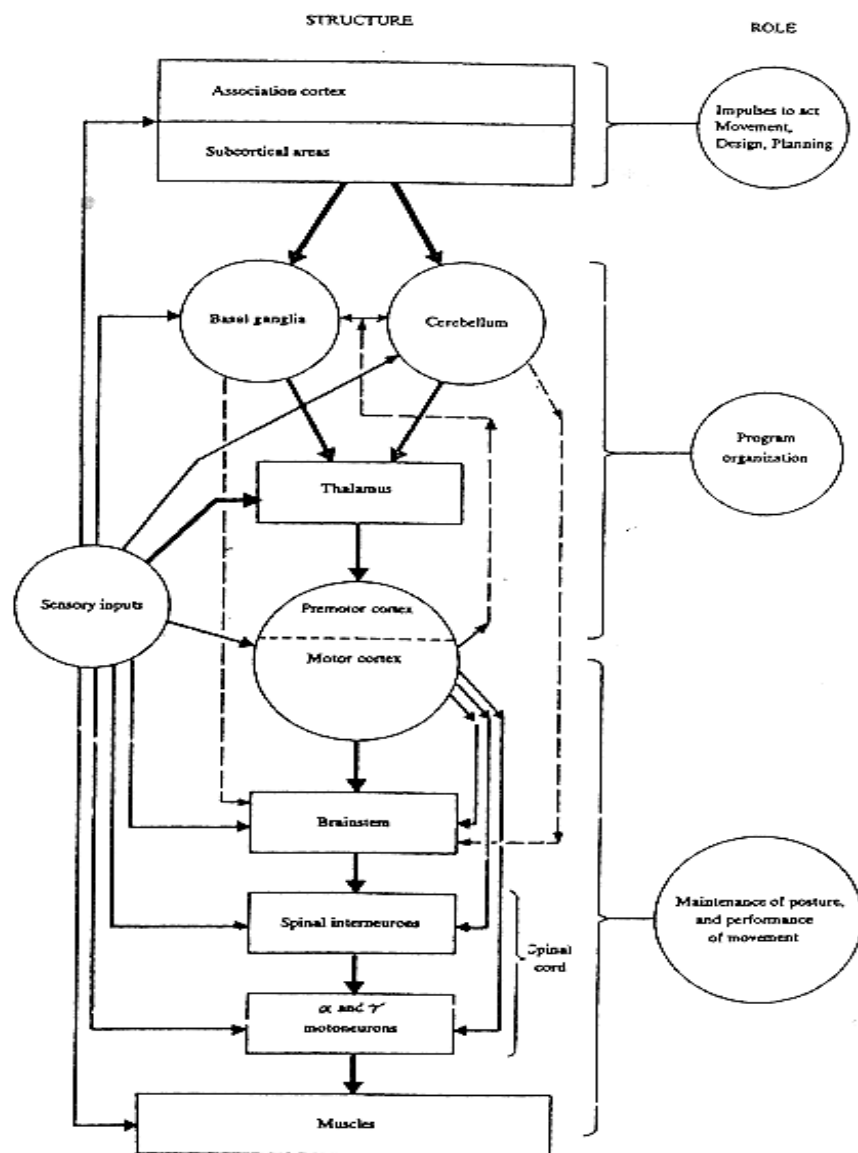 STRUCTURE
ROLE
Association cortex
Subcortical areas
Impulses to act
Movement,
Design, Planning
Basel ganglia
Cerebellum
Program
organization
Thalamus
Sensory inputs
Premotor cortex
Motor cortex
Brainstem
Spinal interneurons
Spinal
cord
α and γ
motoneurons
Maintenance of posture,
and performance
of movement
Muscles